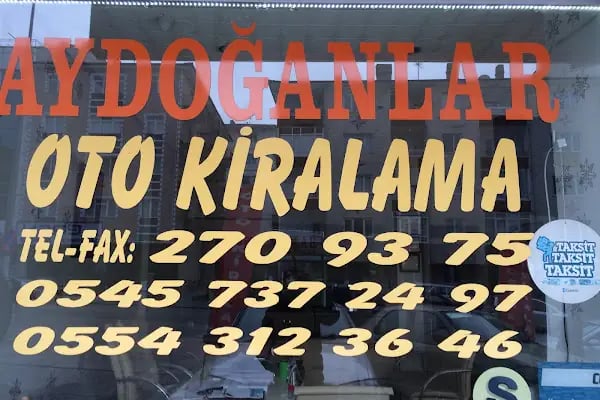 AYDOĞANLAR
OTO KİRALAMA
TEL-FAX: 270 93 75
0545 737 24 97
0554 312 36 46
TAKSİT
TAKSİT
TAKSİT
S